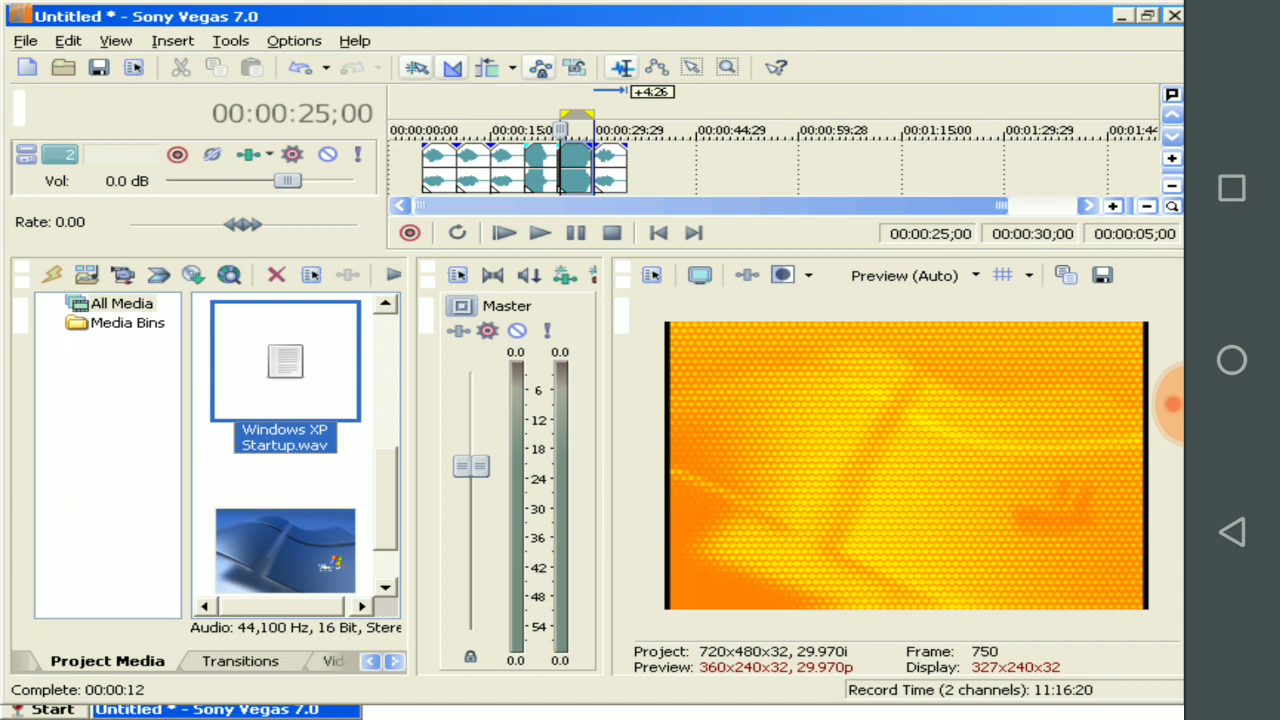 Untitled * - Sony Vegas 7.0
File Edit View Insert Tools Options Help
+4:26
00:00:25;00
00:00:00;00 00:00:15;0 00:00:29;29 00:00:44;29 00:00:59;28 00:01:15;00 00:01:29;29 00:01:44
2
Vol: 0.0 dB
Rate: 0.00
00:00:25;00 00:00:30;00 00:00:05;00
All Media
Media Bins
Windows XP
Startup.wav
Audio: 44,100 Hz, 16 Bit, Stere
Project Media Transitions Vid
Master
0.0 0.0
6
12
18
24
30
36
42
48
54
0.0 0.0
Preview (Auto)
Project: 720x480x32, 29.970i Frame: 750
Preview: 360x240x32, 29.970p Display: 327x240x32
Complete: 00:00:12
Record Time (2 channels): 11:16:20
Start Untitled * - Sony Vegas 7.0